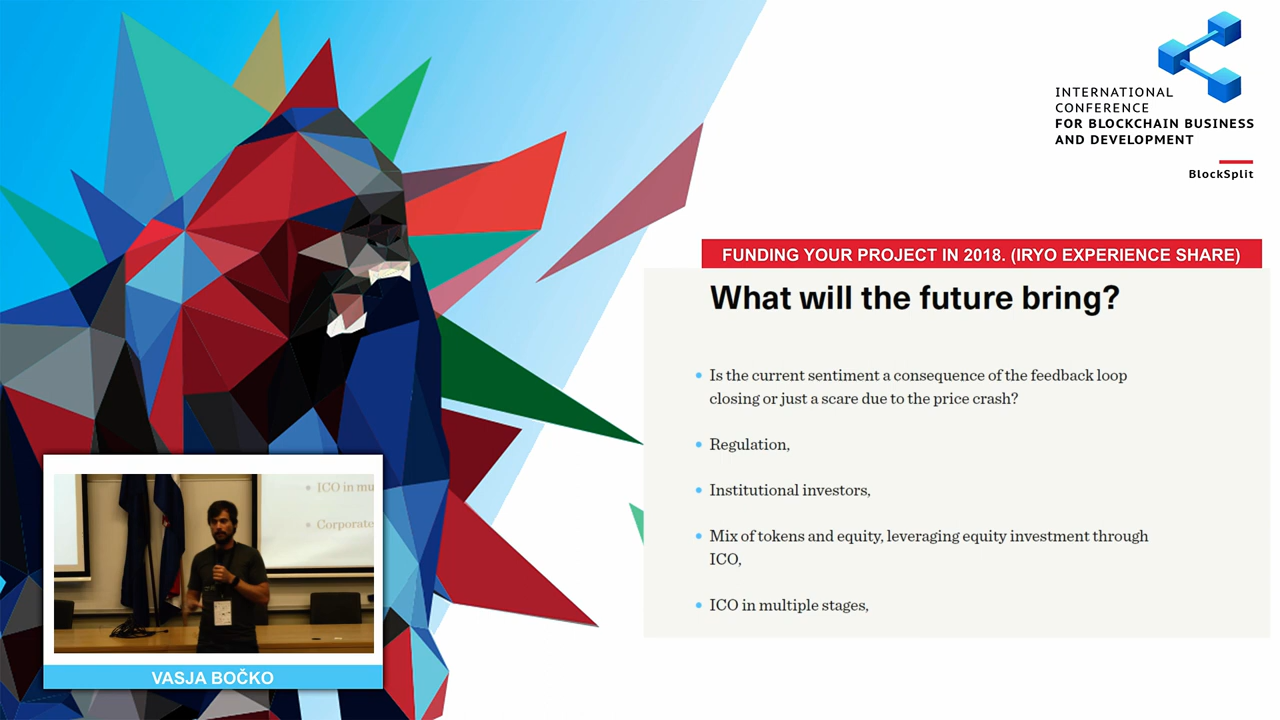 INTERNATIONAL
CONFERENCE
FOR BLOCKCHAIN BUSINESS
AND DEVELOPMENT
BlockSplit
FUNDING YOUR PROJECT IN 2018. (IRYO EXPERIENCE SHARE)
What will the future bring?
• Is the current sentiment a consequence of the feedback loop
closing or just a scare due to the price crash?
• Regulation,
• Institutional investors,
• Mix of tokens and equity, leveraging equity investment through
ICO,
• ICO in multiple stages,
• ICO in mu
• Corporate
VASJA BOČKO